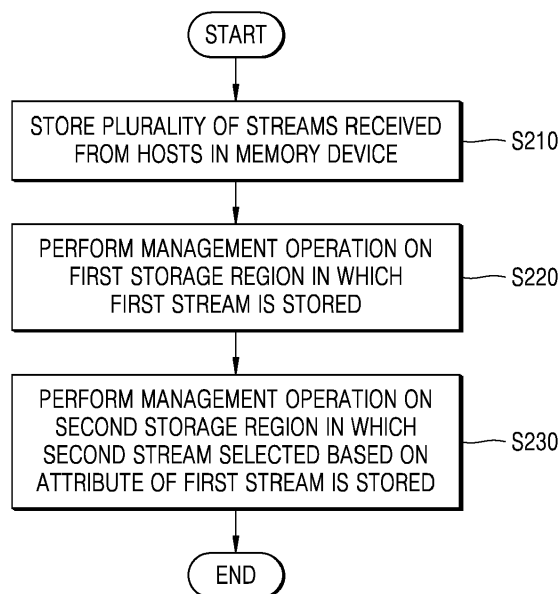 START
STORE PLURALITY OF STREAMS RECEIVED
FROM HOSTS IN MEMORY DEVICE
S210
PERFORM MANAGEMENT OPERATION ON
FIRST STORAGE REGION IN WHICH
FIRST STREAM IS STORED
S220
PERFORM MANAGEMENT OPERATION ON
SECOND STORAGE REGION IN WHICH
SECOND STREAM SELECTED BASED ON
ATTRIBUTE OF FIRST STREAM IS STORED
S230
END